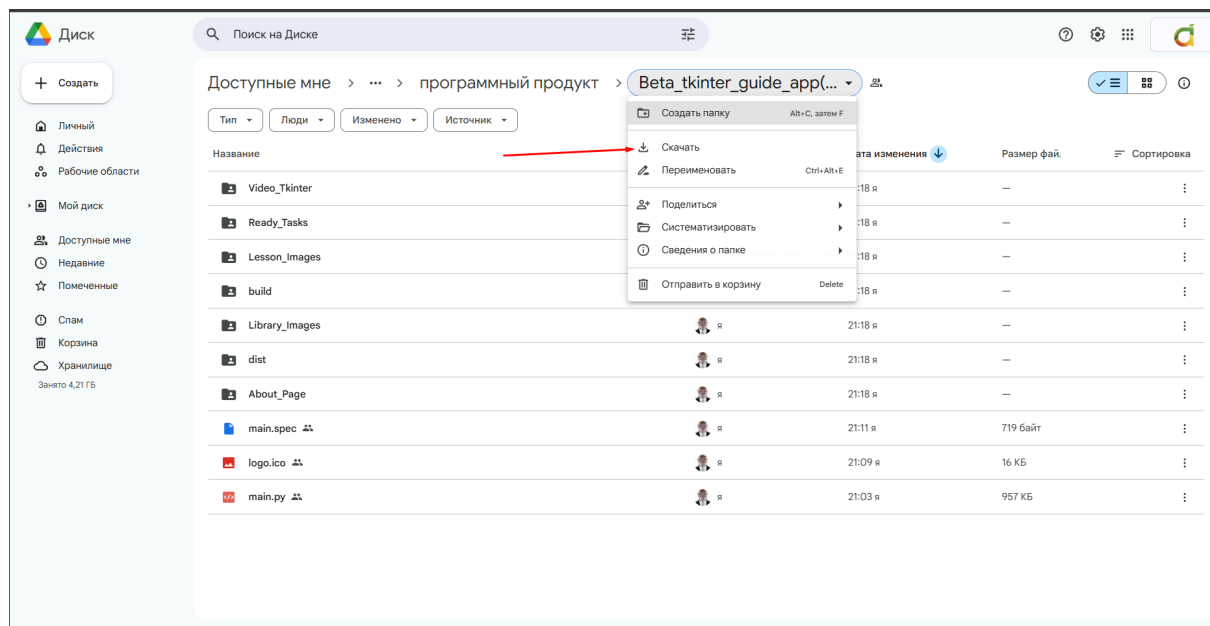 Диск
Поиск на Диске
Создать
Доступные мне > ... > программный продукт > Beta_tkinter_guide_app(...
Тип Люди Изменено Источник
Создать папку Alt+C, затем F
Скачать
Переименовать Ctrl+Alt+E
Поделиться
Систематизировать
Сведения о папке
Отправить в корзину Delete
Личный
Действия
Рабочие области
Мой диск
Доступные мне
Недавние
Помеченные
Спам
Корзина
Хранилище
Занято 4,21 ГБ
Название ата изменения Размер фай. Сортировка
Video_Tkinter :18 я —
Ready_Tasks :18 я —
Lesson_Images :18 я —
build :18 я —
Library_Images я 21:18 я —
dist я 21:18 я —
About_Page я 21:18 я —
main.spec я 21:11 я 719 байт
logo.ico я 21:09 я 16 КБ
main.py я 21:03 я 957 КБ